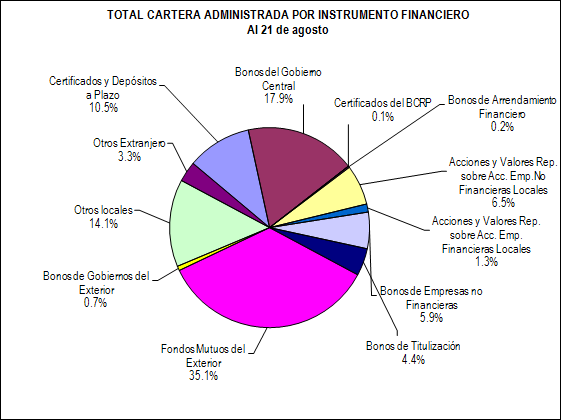 TOTAL CARTERA ADMINISTRADA POR INSTRUMENTO FINANCIERO
Al 21 de agosto
Certificados y Depósitos
a Plazo
10.5%
Bonos del Gobierno
Central
17.9%
Certificados del BCRP
0.1%
Bonos de Arrendamiento
Financiero
0.2%
Acciones y Valores Rep.
sobre Acc. Emp.No
Financieras Locales
6.5%
Acciones y Valores Rep.
sobre Acc. Emp.
Financieras Locales
1.3%
Bonos de Empresas no
Financieras
5.9%
Bonos de Titulización
4.4%
Fondos Mutuos del
Exterior
35.1%
Bonos de Gobiernos del
Exterior
0.7%
Otros locales
14.1%
Otros Extranjero
3.3%